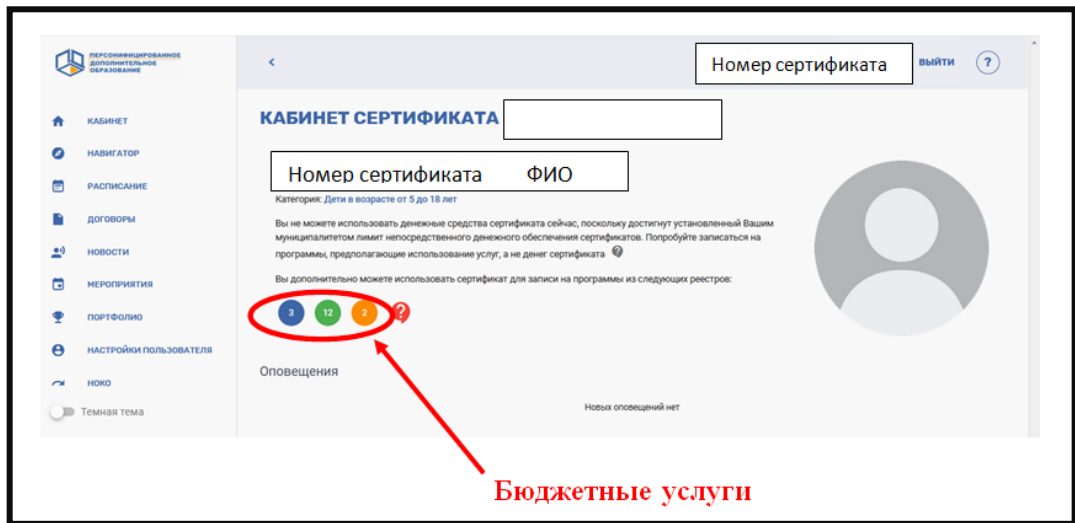 ПЕРСОНИФИЦИРОВАННОЕ
ДОПОЛНИТЕЛЬНОЕ
ОБРАЗОВАНИЕ
Номер сертификата
ВЫЙТИ
?
КАБИНЕТ
НАВИГАТОР
РАСПИСАНИЕ
ДОГОВОРЫ
НОВОСТИ
МЕРОПРИЯТИЯ
ПОРТФОЛИО
НАСТРОЙКИ ПОЛЬЗОВАТЕЛЯ
НОКО
Темная тема
КАБИНЕТ СЕРТИФИКАТА
Номер сертификата ФИО
Категория: Дети в возрасте от 5 до 18 лет
Вы не можете использовать денежные средства сертификата сейчас, поскольку достигнут установленный Вашим
муниципалитетом лимит непосредственного денежного обеспечения сертификатов. Попробуйте записаться на
программы, предполагающие использование услуг, а не денег сертификата ?
Вы дополнительно можете использовать сертификат для записи на программы из следующих реестров:
3 12 2 ?
Оповещения
Новых оповещений нет
Бюджетные услуги